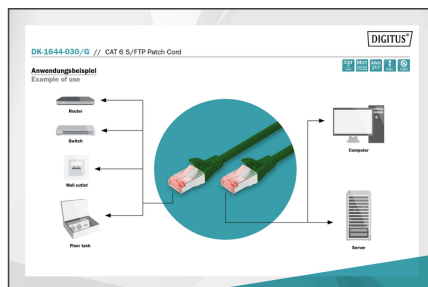 DIGITUS®
DK-1644-030/G // CAT 6 S/FTP Patch Cord
Anwendungsbeispiel
Example of use
Router
Switch
Wall outlet
Floor tank
Computer
Server